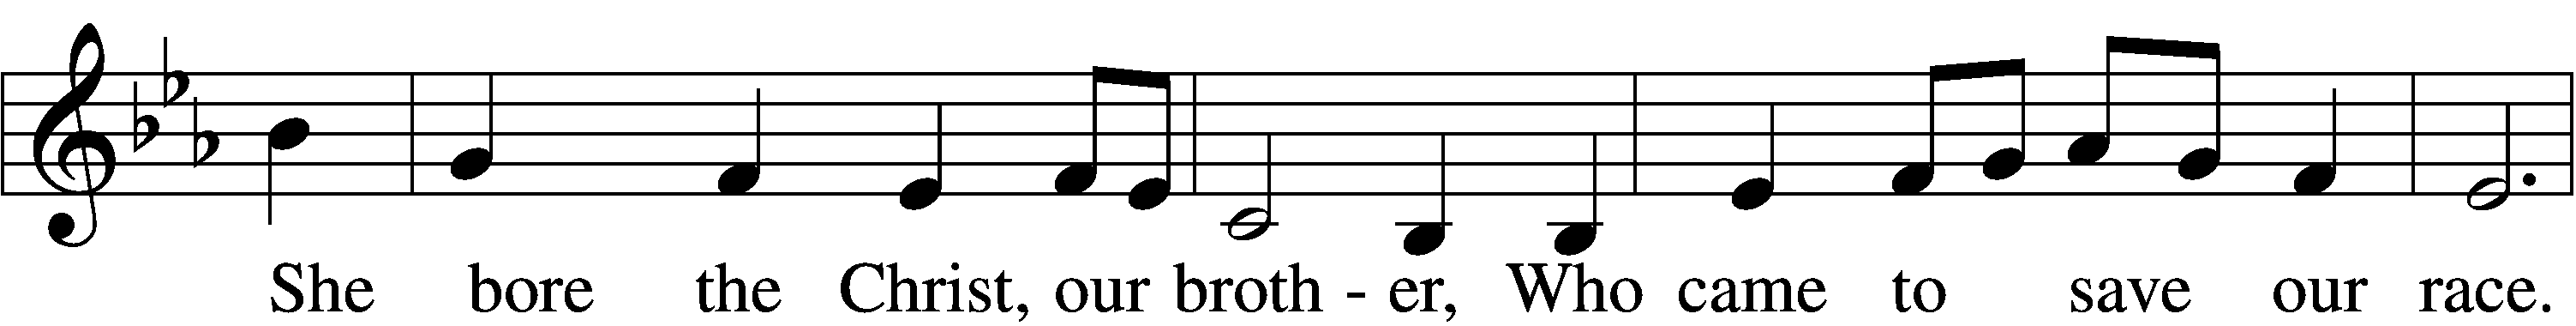 She bore the Christ, our broth - er, Who came to save our race.